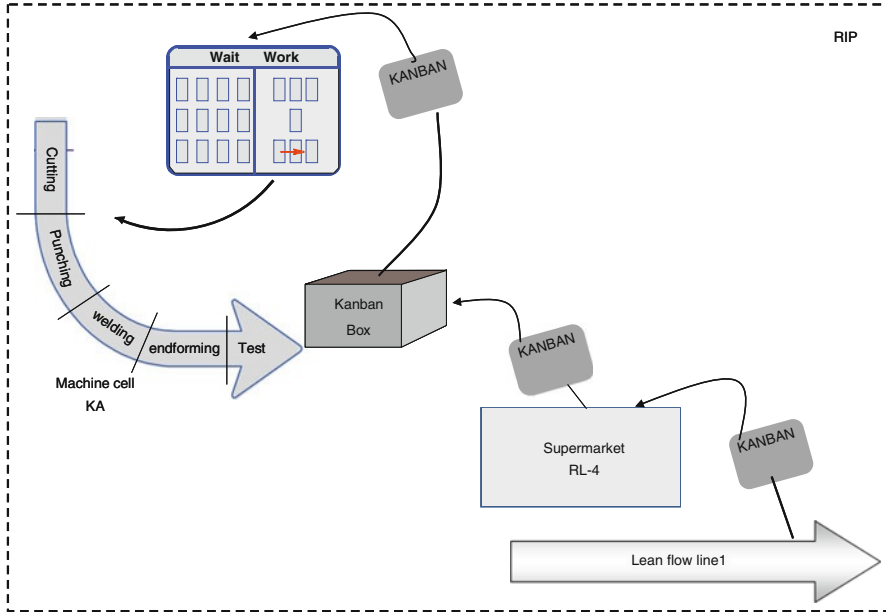 RIP
Wait Work
KANBAN
Cutting
Punching
welding
endforming
Test
Machine cell
KA
Kanban
Box
KANBAN
Supermarket
RL-4
KANBAN
Lean flow line1